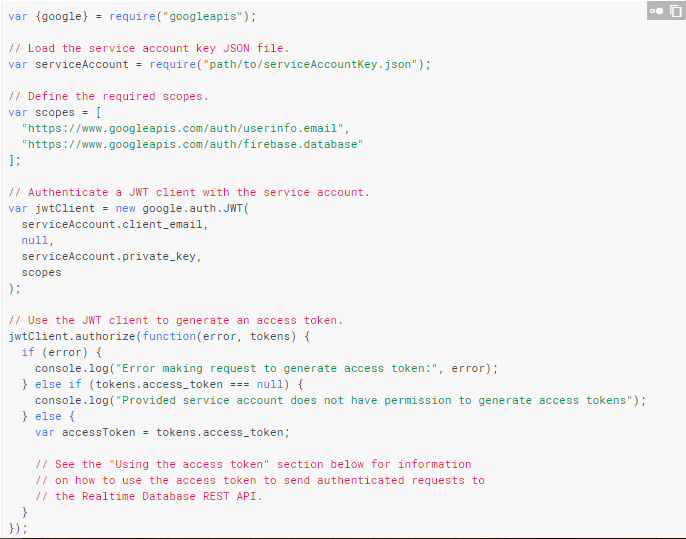 var {google} = require("googleapis");

// Load the service account key JSON file.
var serviceAccount = require("path/to/serviceAccountKey.json");

// Define the required scopes.
var scopes = [
  "https://www.googleapis.com/auth/userinfo.email",
  "https://www.googleapis.com/auth/firebase.database"
];

// Authenticate a JWT client with the service account.
var jwtClient = new google.auth.JWT(
  serviceAccount.client_email,
  null,
  serviceAccount.private_key,
  scopes
);

// Use the JWT client to generate an access token.
jwtClient.authorize(function(error, tokens) {
  if (error) {
    console.log("Error making request to generate access token:", error);
  } else if (tokens.access_token === null) {
    console.log("Provided service account does not have permission to generate access tokens");
  } else {
    var accessToken = tokens.access_token;

    // See the "Using the access token" section below for information
    // on how to use the access token to send authenticated requests to
    // the Realtime Database REST API.
  }
});